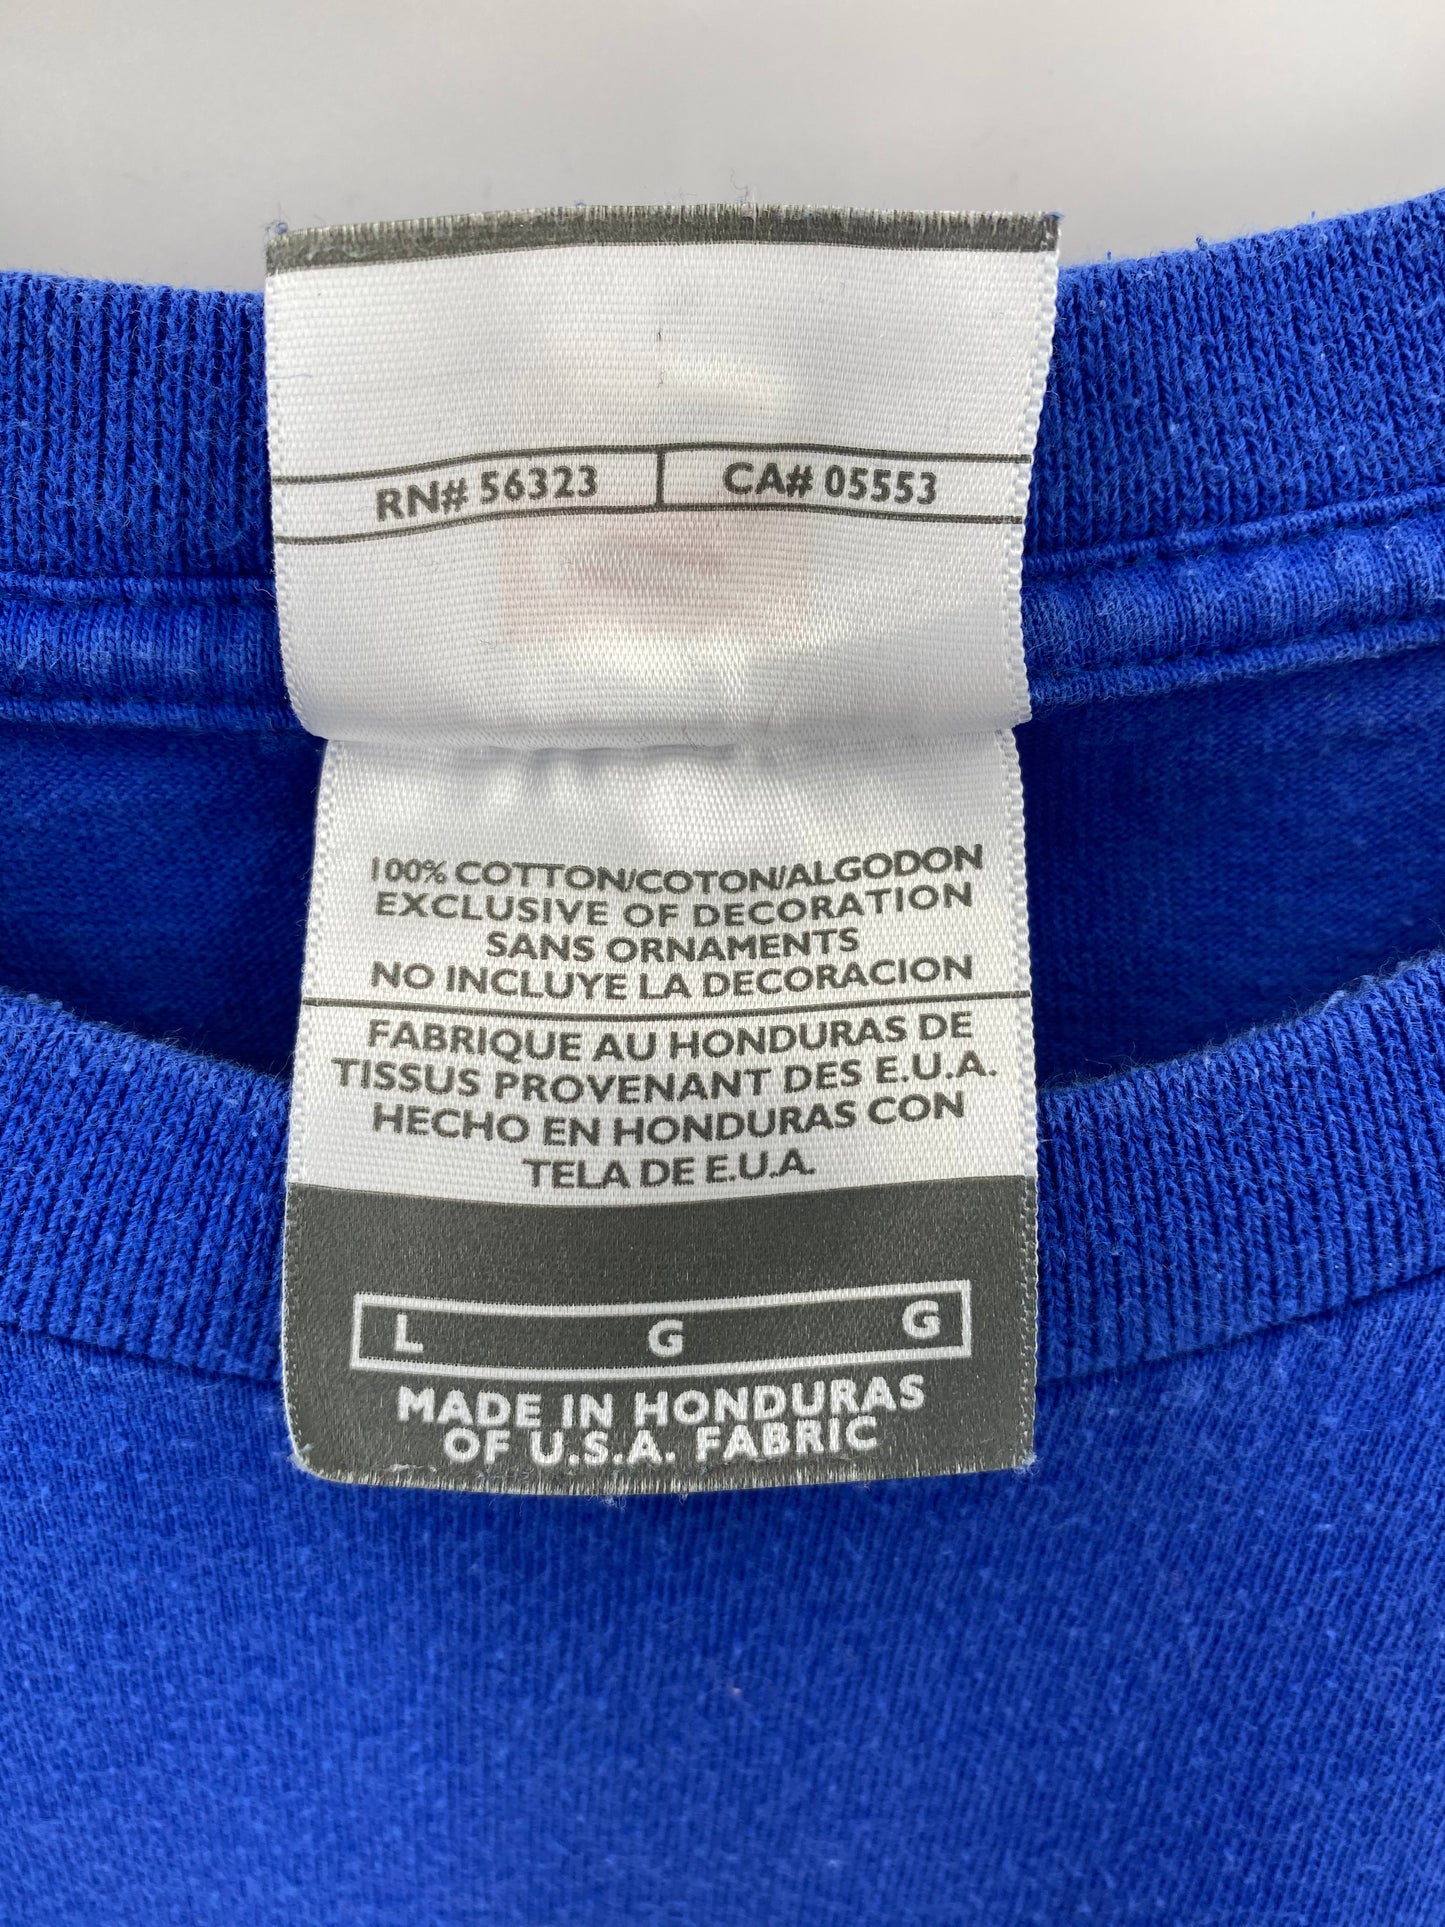 RN# 56323 CA# 05553
100% COTTON/COTON/ALGODON
EXCLUSIVE OF DECORATION
SANS ORNAMENTS
NO INCLUYE LA DECORACION
FABRIQUE AU HONDURAS DE
TISSUS PROVENANT DES E.U.A.
HECHO EN HONDURAS CON
TELA DE E.U.A.
L G G
MADE IN HONDURAS
OF U.S.A. FABRIC